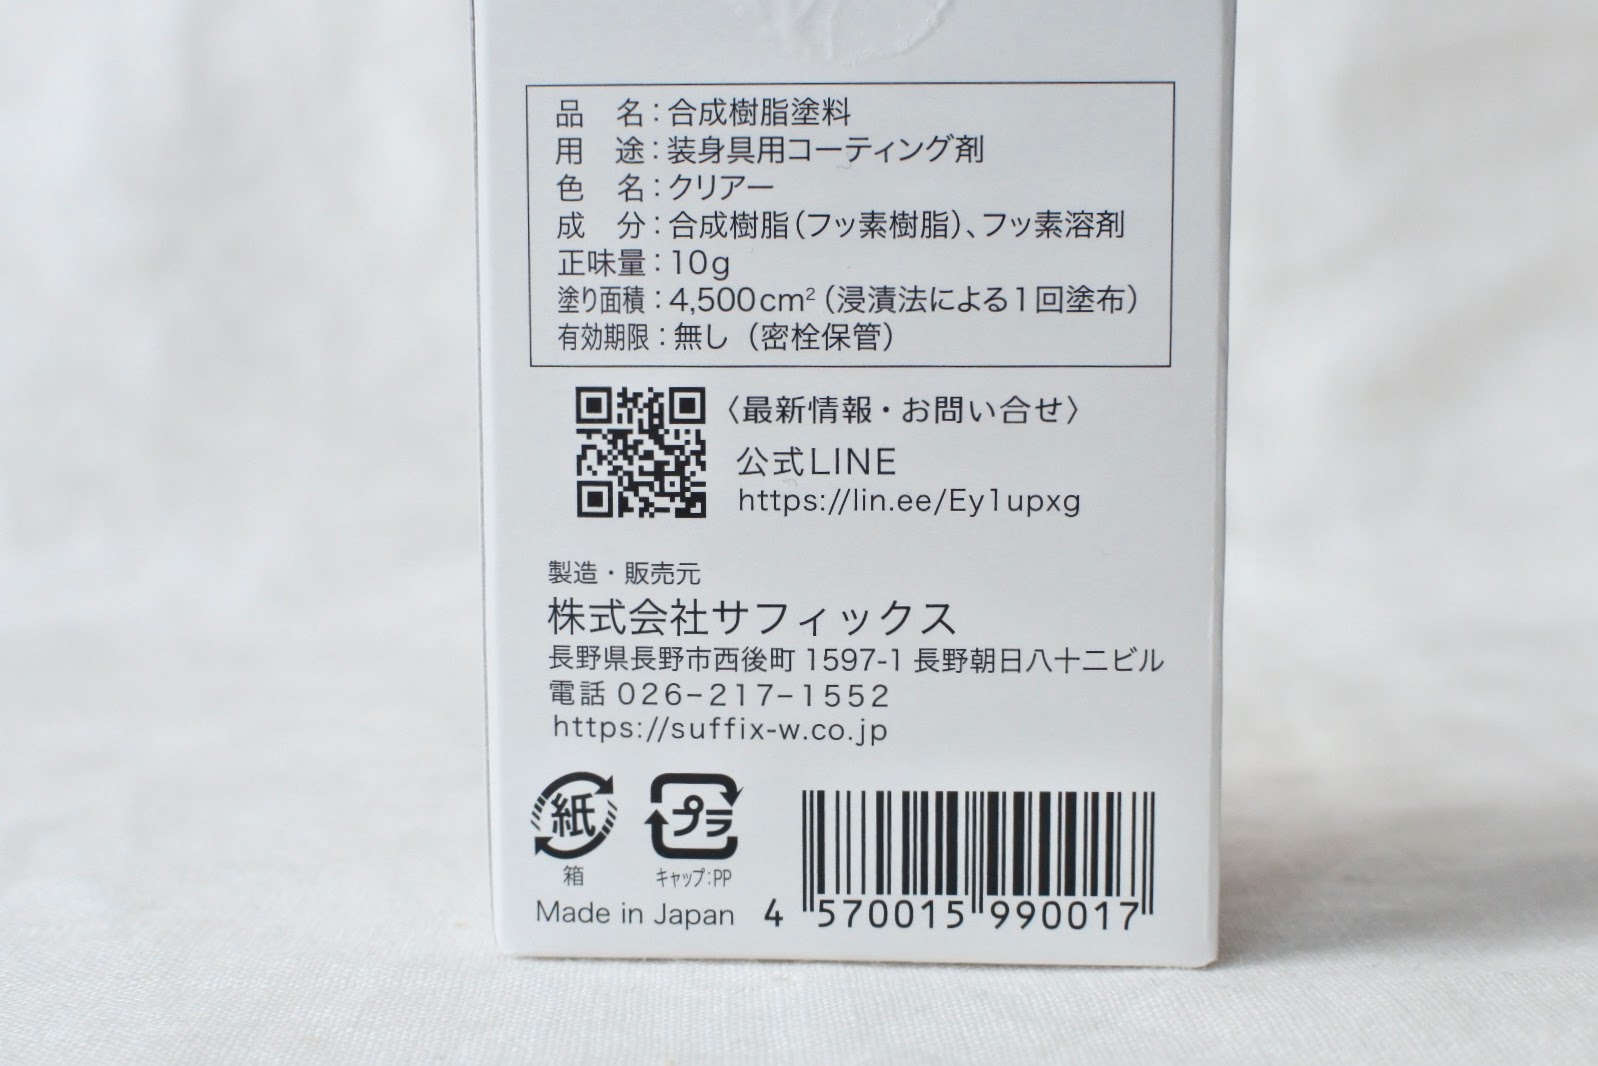 品　名：合成樹脂塗料
用　途：装身具用コーティング剤
色　名：クリアー
成　分：合成樹脂（フッ素樹脂）、フッ素溶剤
正味量：10g
塗り面積：4,500cm²（浸漬法による1回塗布）
有効期限：無し（密栓保管）
〈最新情報・お問い合せ〉
公式LINE
https://lin.ee/Ey1upxg
製造・販売元
株式会社サフィックス
長野県長野市西後町 1597-1 長野朝日八十二ビル
電話 026-217-1552
https://suffix-w.co.jp
紙
箱
プラ
キャップ:PP
Made in Japan
4 570015 990017